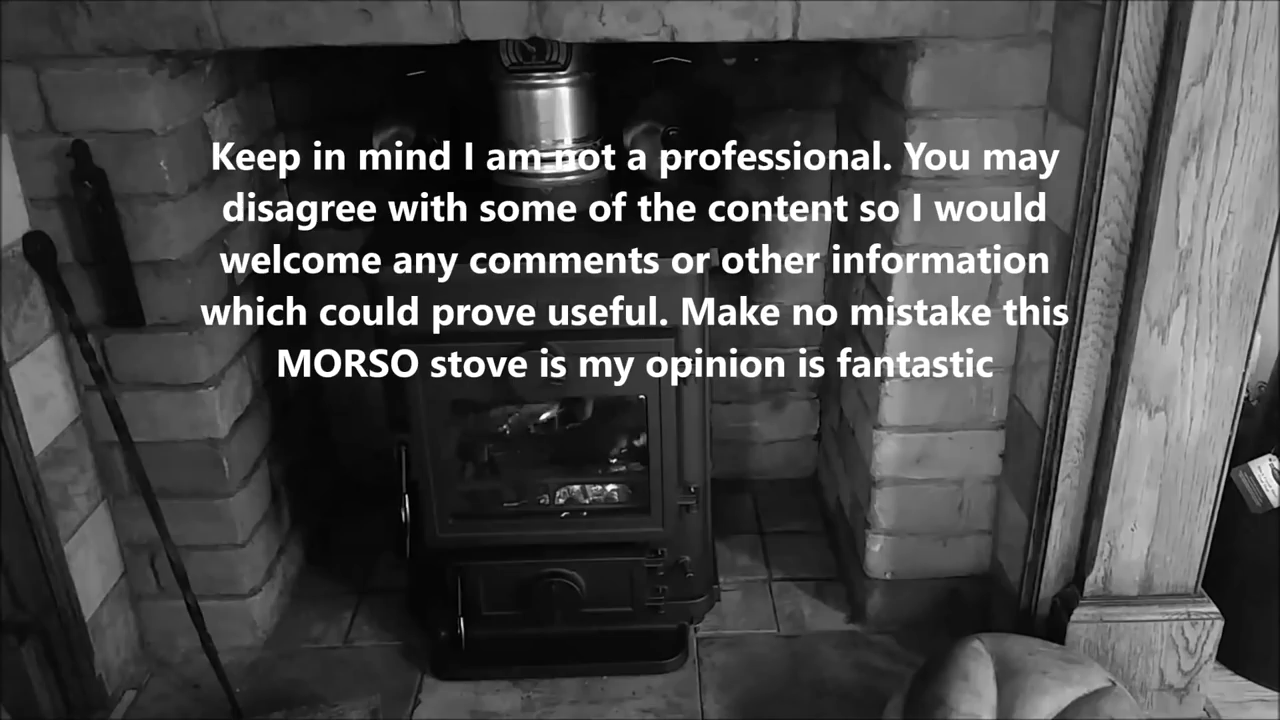 Keep in mind I am not a professional. You may
disagree with some of the content so I would
welcome any comments or other information
which could prove useful. Make no mistake this
MORSO stove is my opinion is fantastic